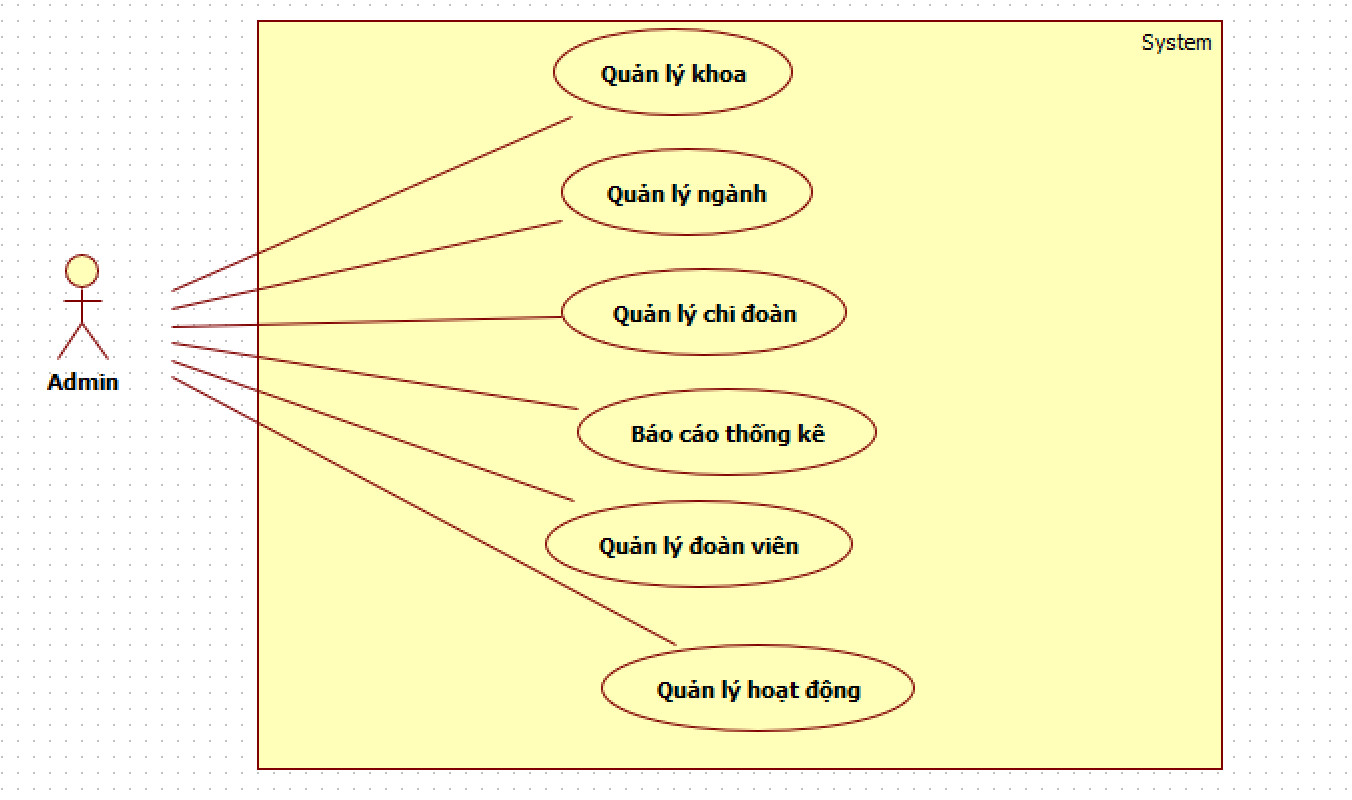 System
Quản lý khoa
Quản lý ngành
Quản lý chi đoàn
Admin
Báo cáo thống kê
Quản lý đoàn viên
Quản lý hoạt động